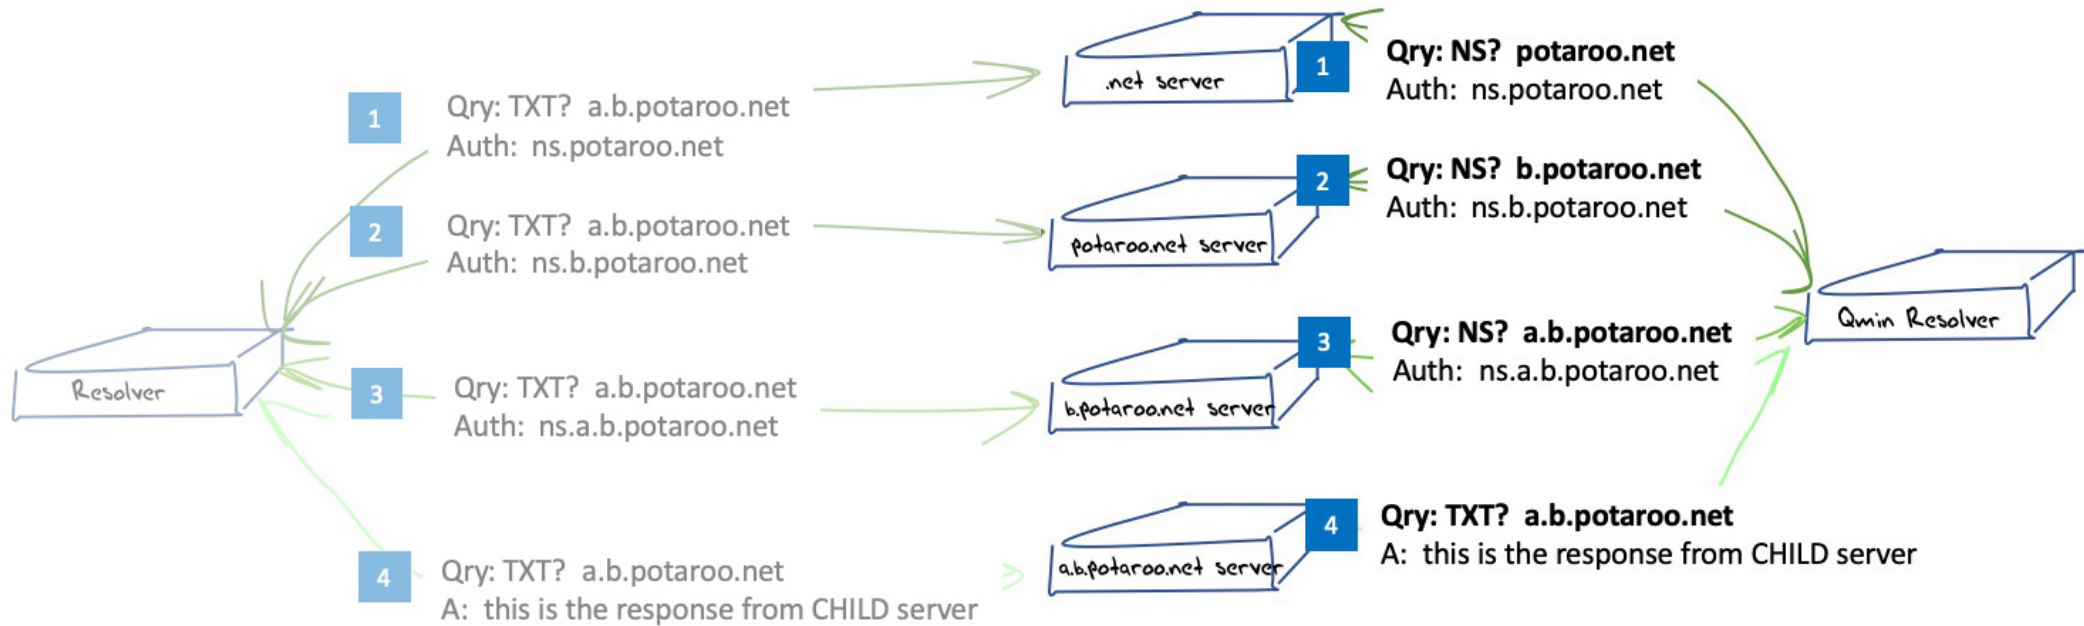 1
Qry: TXT?  a.b.potaroo.net
Auth:  ns.potaroo.net
.net server
1
Qry: NS?  potaroo.net
Auth:  ns.potaroo.net
2
Qry: TXT?  a.b.potaroo.net
Auth:  ns.b.potaroo.net
potaroo.net server
2
Qry: NS?  b.potaroo.net
Auth:  ns.b.potaroo.net
Resolver
Qmin Resolver
3
Qry: TXT?  a.b.potaroo.net
Auth:  ns.a.b.potaroo.net
b.potaroo.net server
3
Qry: NS?  a.b.potaroo.net
Auth:  ns.a.b.potaroo.net
4
Qry: TXT?  a.b.potaroo.net
A:  this is the response from CHILD server
a.b.potaroo.net server
4
Qry: TXT?  a.b.potaroo.net
A:  this is the response from CHILD server